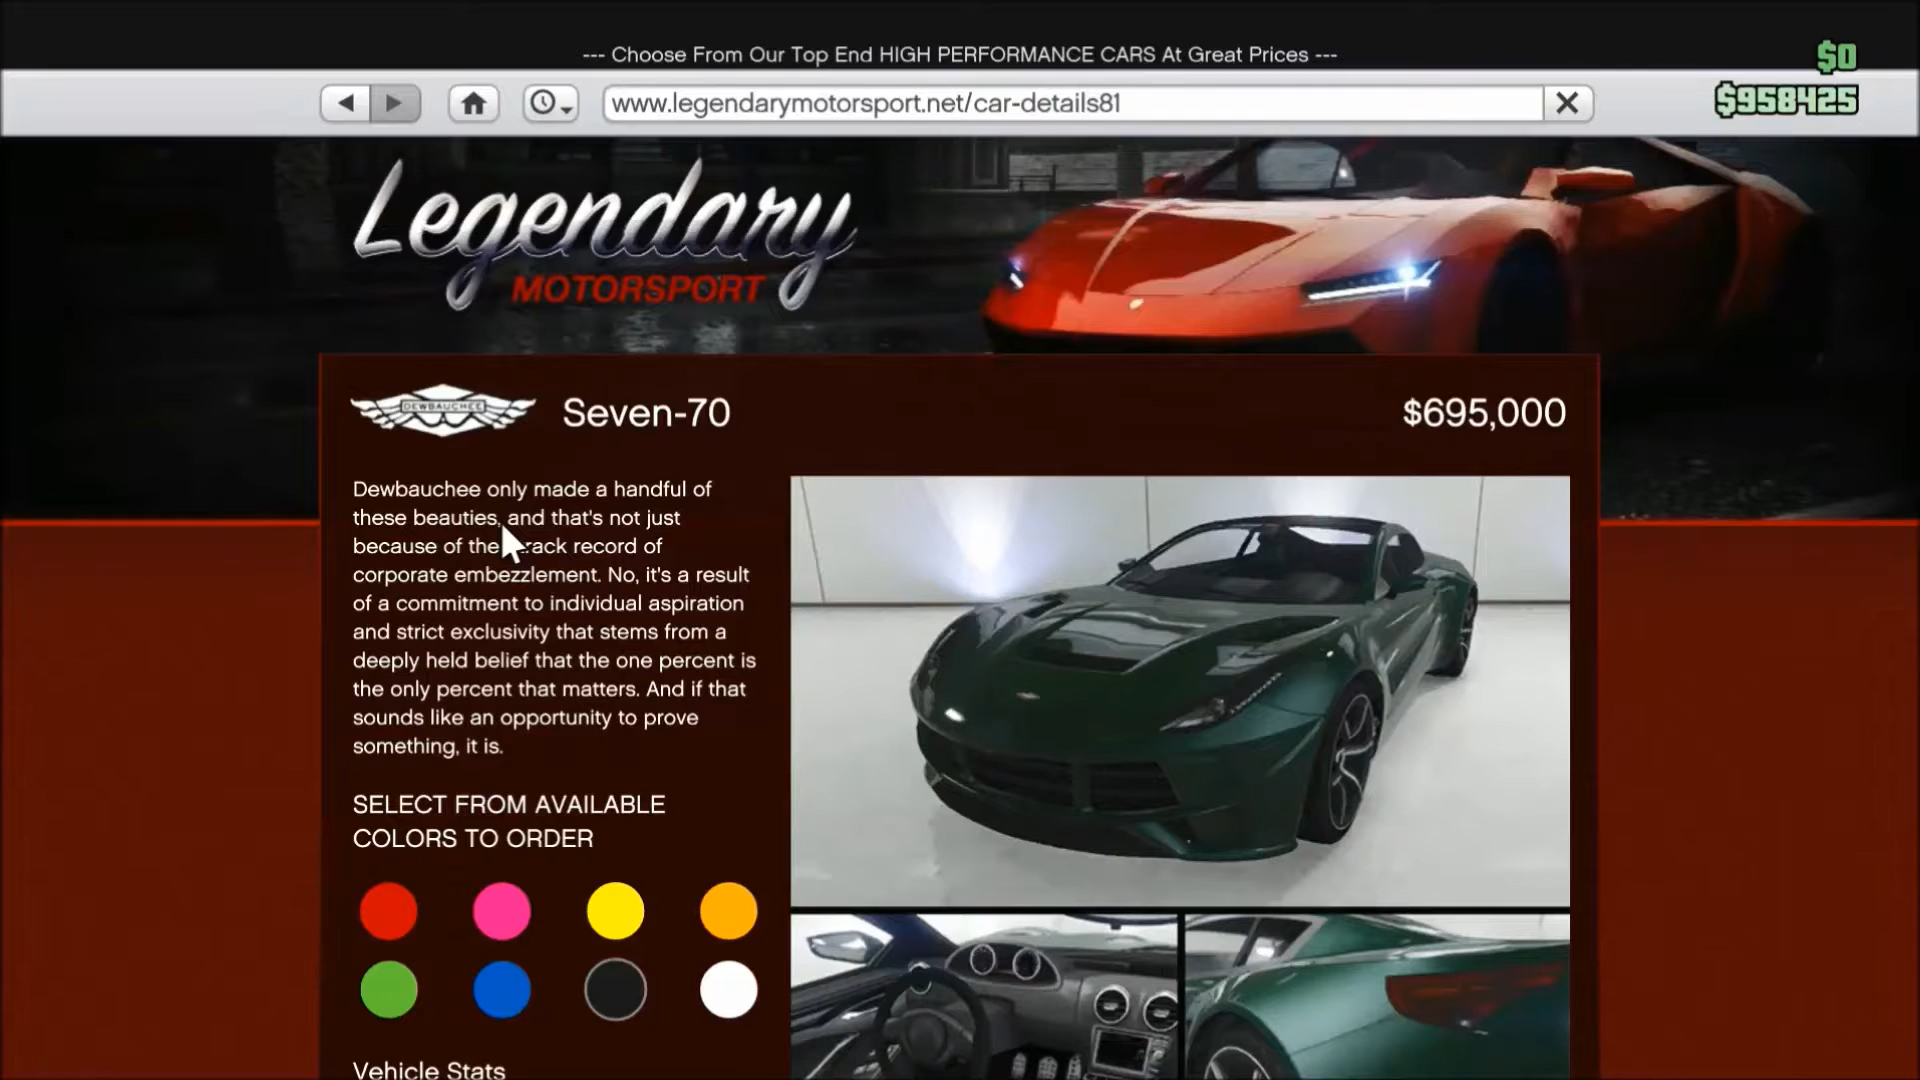 --- Choose From Our Top End HIGH PERFORMANCE CARS At Great Prices ---
$0
$958425
www.legendarymotorsport.net/car-details81
Legendary
MOTORSPORT
DEWBAUCHEE
Seven-70
$695,000
Dewbauchee only made a handful of
these beauties, and that's not just
because of the track record of
corporate embezzlement. No, it's a result
of a commitment to individual aspiration
and strict exclusivity that stems from a
deeply held belief that the one percent is
the only percent that matters. And if that
sounds like an opportunity to prove
something, it is.
SELECT FROM AVAILABLE
COLORS TO ORDER
Vehicle Stats